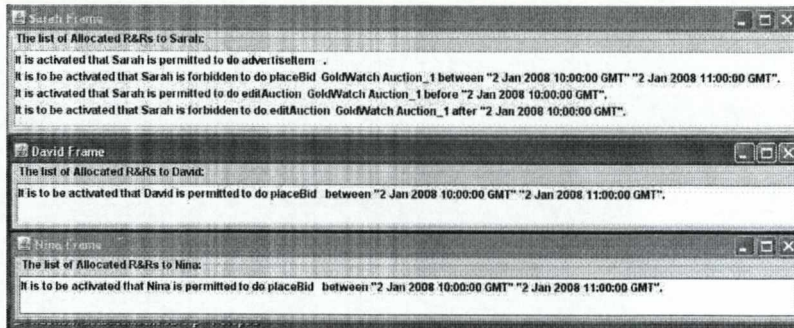 Sarah Frame
The list of Allocated R&Rs to Sarah:
It is activated that Sarah is permitted to do advertiseItem .
It is to be activated that Sarah is forbidden to do placeBid GoldWatch Auction_1 between "2 Jan 2008 10:00:00 GMT" "2 Jan 2008 11:00:00 GMT".
It is activated that Sarah is permitted to do editAuction GoldWatch Auction_1 before "2 Jan 2008 10:00:00 GMT".
It is to be activated that Sarah is forbidden to do editAuction GoldWatch Auction_1 after "2 Jan 2008 10:00:00 GMT".
David Frame
The list of Allocated R&Rs to David:
It is to be activated that David is permitted to do placeBid between "2 Jan 2008 10:00:00 GMT" "2 Jan 2008 11:00:00 GMT".
Nina Frame
The list of Allocated R&Rs to Nina:
It is to be activated that Nina is permitted to do placeBid between "2 Jan 2008 10:00:00 GMT" "2 Jan 2008 11:00:00 GMT".